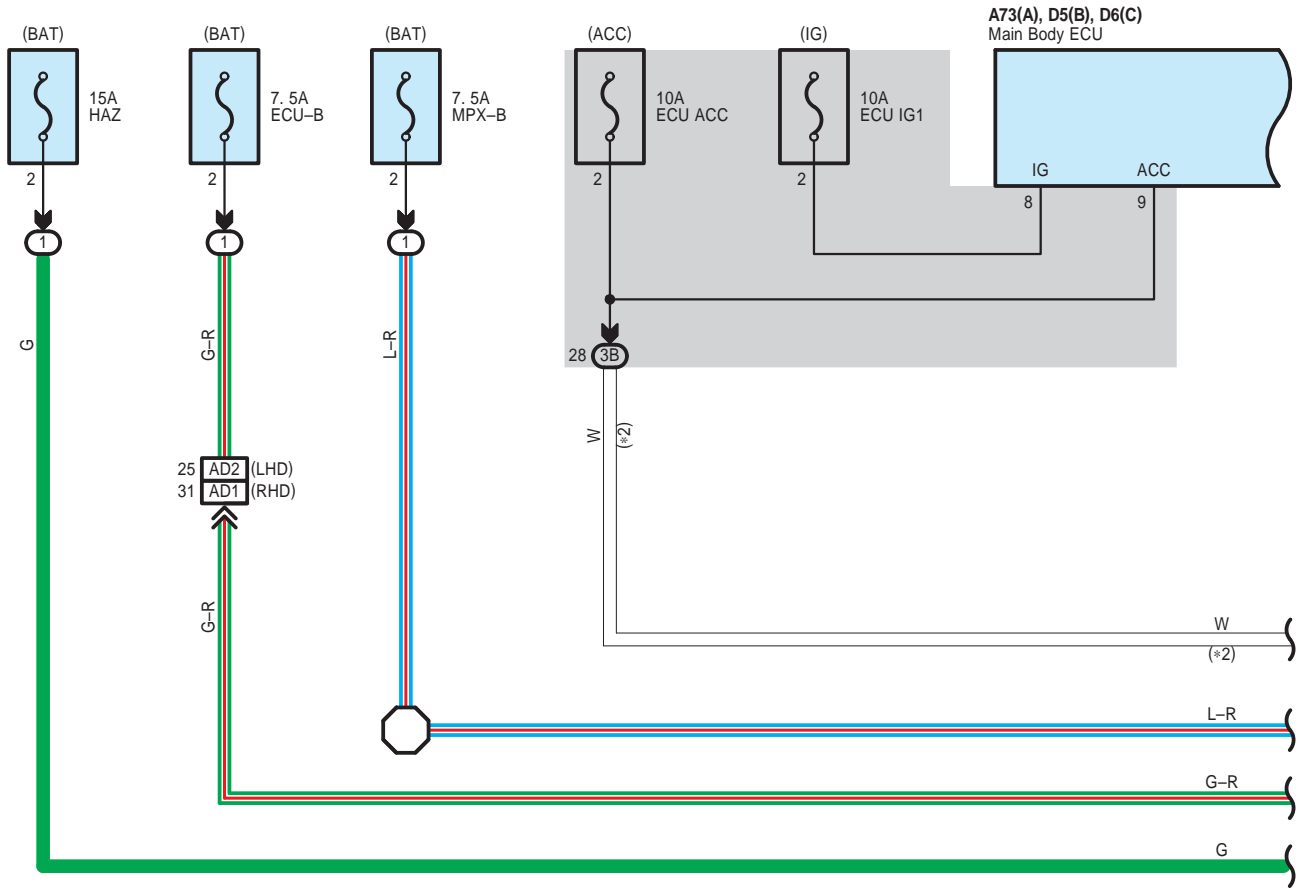 A73(A), D5(B), D6(C)
Main Body ECU
(BAT)
(BAT)
(BAT)
(ACC)
(IG)
15A
HAZ
7. 5A
ECU–B
7. 5A
MPX–B
10A
ECU ACC
10A
ECU IG1
IG
ACC
2
2
2
2
2
8
9
1
1
1
28
3B
G
G–R
L–R
W
(*2)
25
AD2
(LHD)
31
AD1
(RHD)
G–R
W
(*2)
L–R
G–R
G